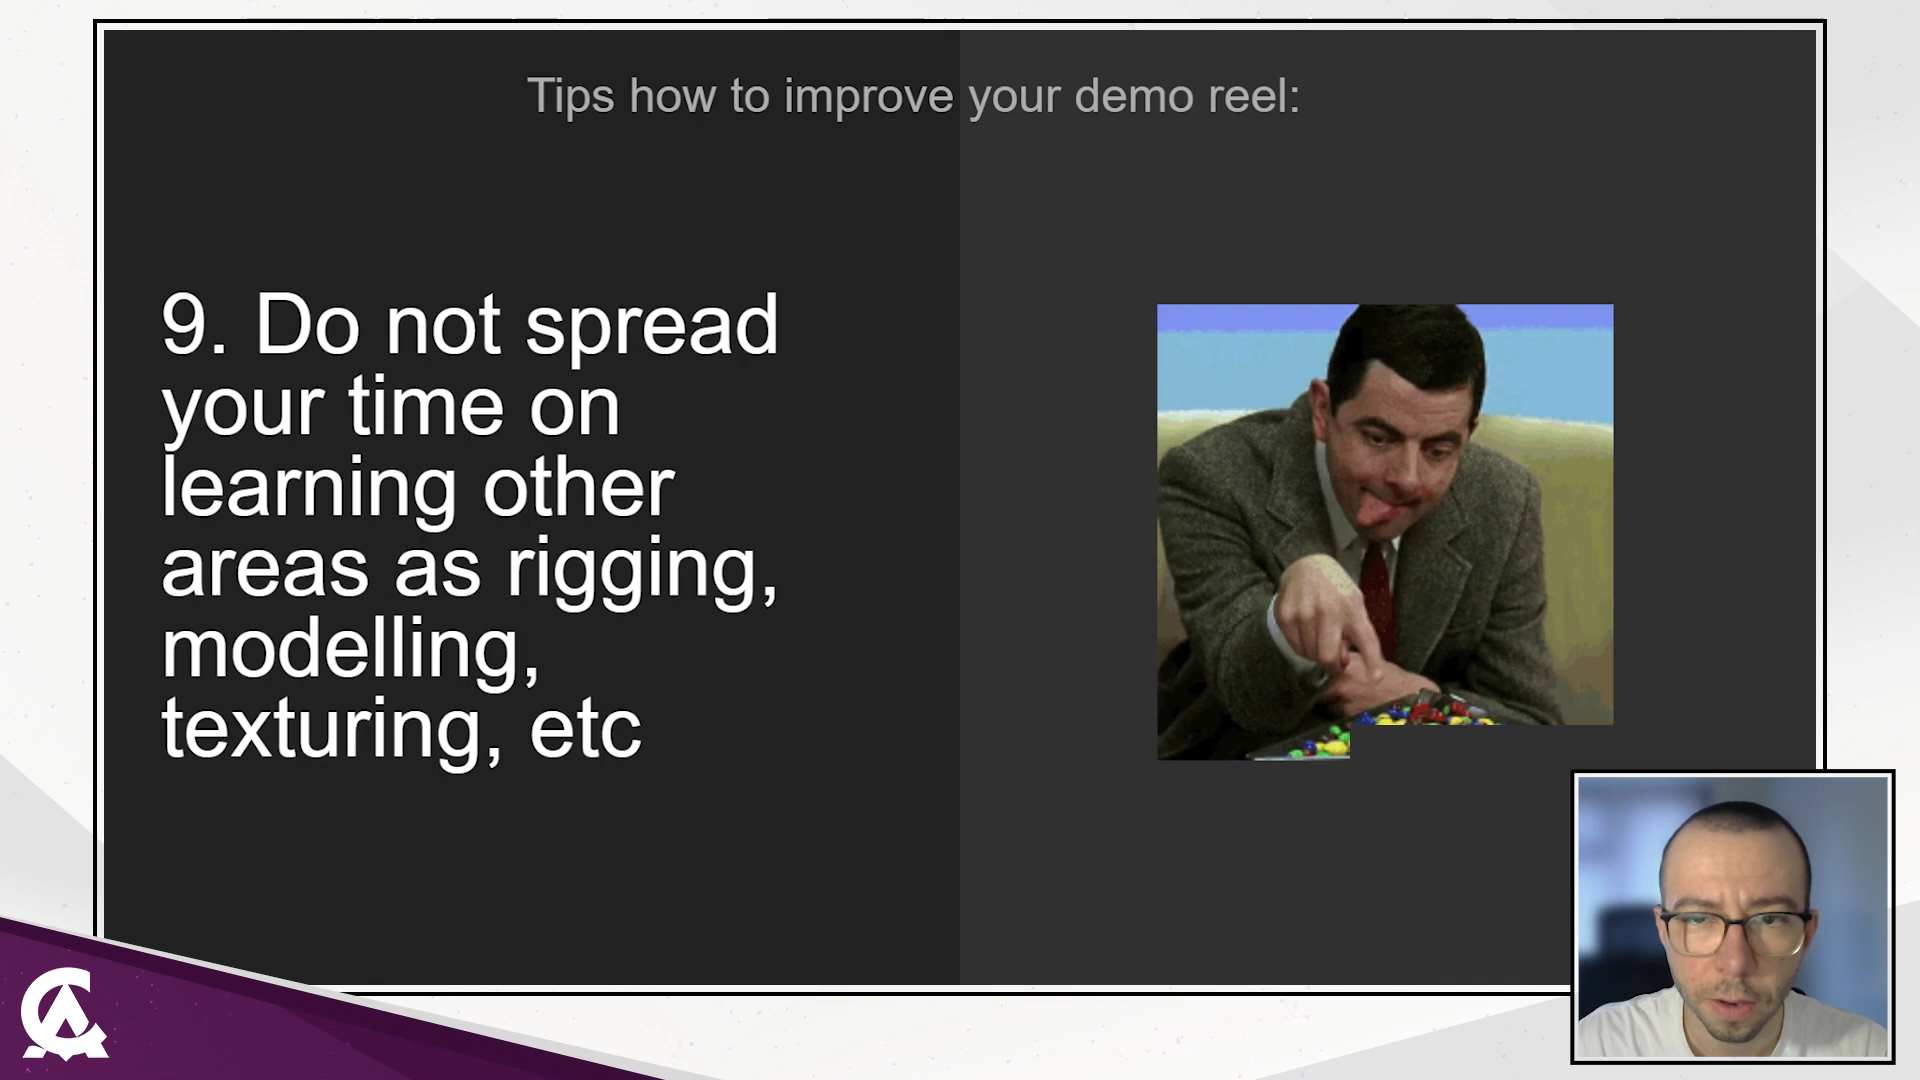 Tips how to improve your demo reel:
9. Do not spread
your time on
learning other
areas as rigging,
modelling,
texturing, etc